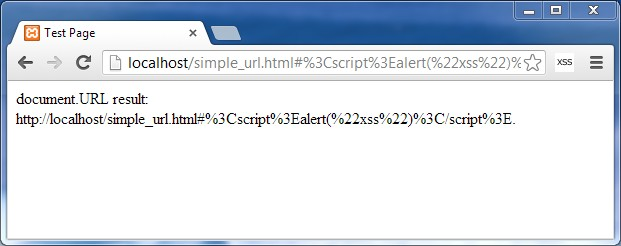 Test Page
localhost/simple_url.html#%3Cscript%3Ealert(%22xss%22)%
XSS
document.URL result:
http://localhost/simple_url.html#%3Cscript%3Ealert(%22xss%22)%3C/script%3E.